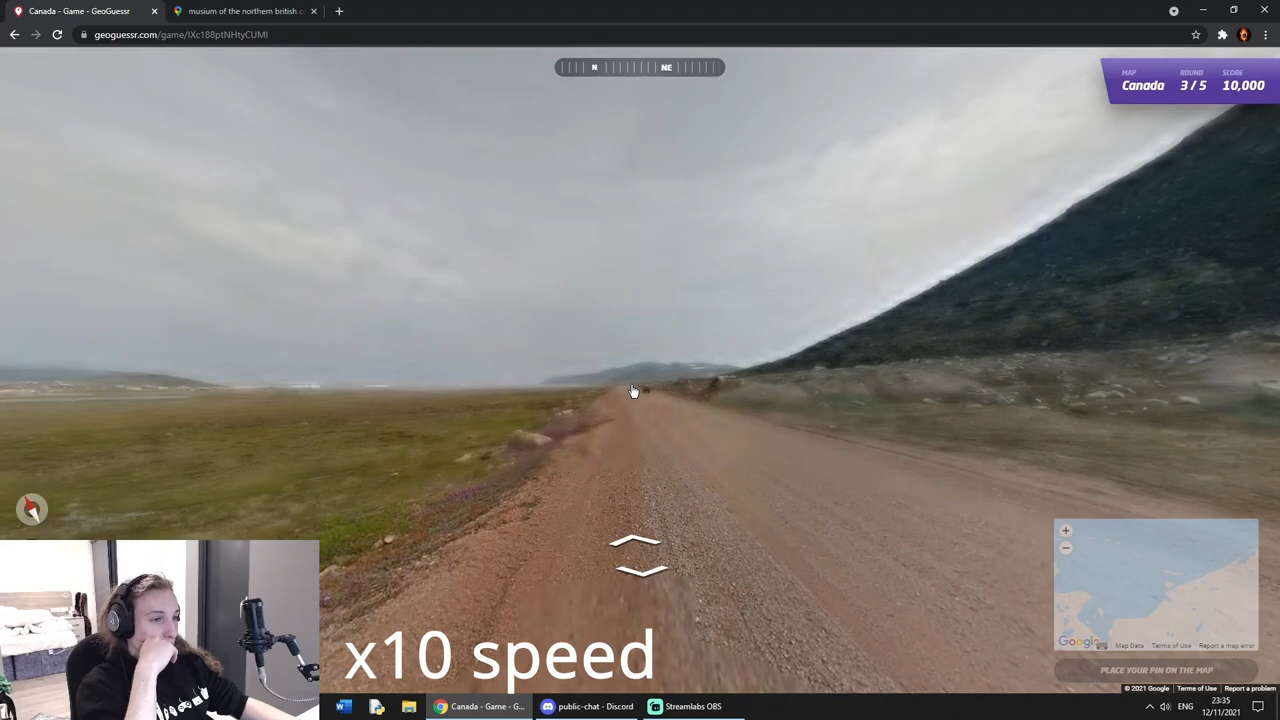 Canada - Game - GeoGuessr
musium of the northern british c
geoguessr.com/game/IXc188ptNHtyCUMI
N
NE
MAP
Canada
ROUND
3 / 5
SCORE
10,000
Google
Map Data
Terms of Use
Report a map error
PLACE YOUR PIN ON THE MAP
x10 speed
© 2021 Google
Terms of Use
Report a problem
Canada - Game - G...
public-chat - Discord
Streamlabs OBS
ENG
23:35
12/11/2021